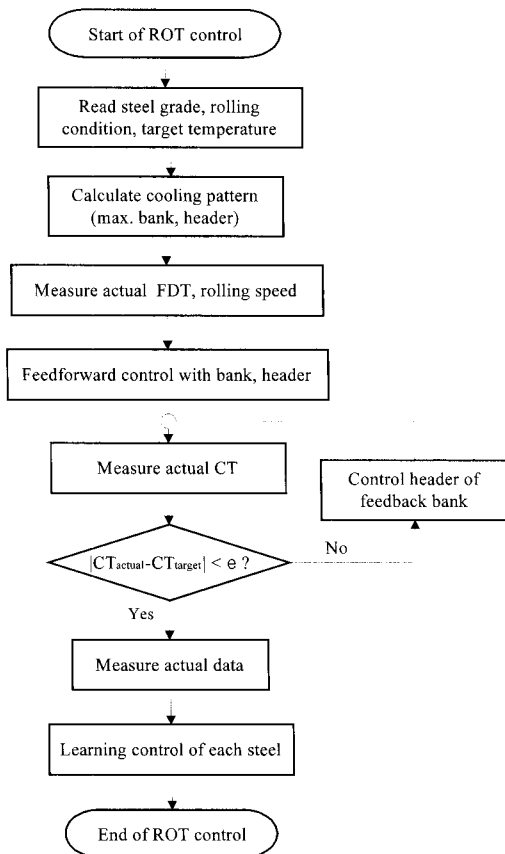 Start of ROT control
Read steel grade, rolling
condition, target temperature
Calculate cooling pattern
(max. bank, header)
Measure actual FDT, rolling speed
Feedforward control with bank, header
Measure actual CT
Control header of
feedback bank
|CTactual-CTtarget| < e ?
No
Yes
Measure actual data
Learning control of each steel
End of ROT control